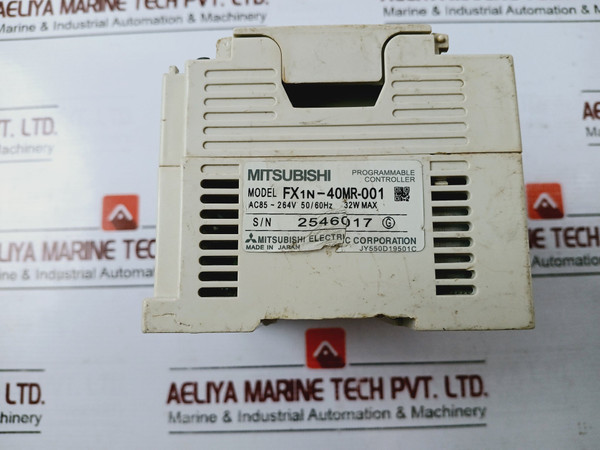 AELIYA MARINE TECH PVT. LTD.
Marine & Industrial Automation & Machinery
MITSUBISHI
PROGRAMMABLE CONTROLLER
MODEL FX1N-40MR-001
AC85-264V 50/60Hz 32W MAX
S/N 2546017 G
MITSUBISHI ELECTRIC CORPORATION
MADE IN JAPAN JY550D19501C
AELIYA MARINE TECH PVT. LTD.
Marine & Industrial Automation & Machinery